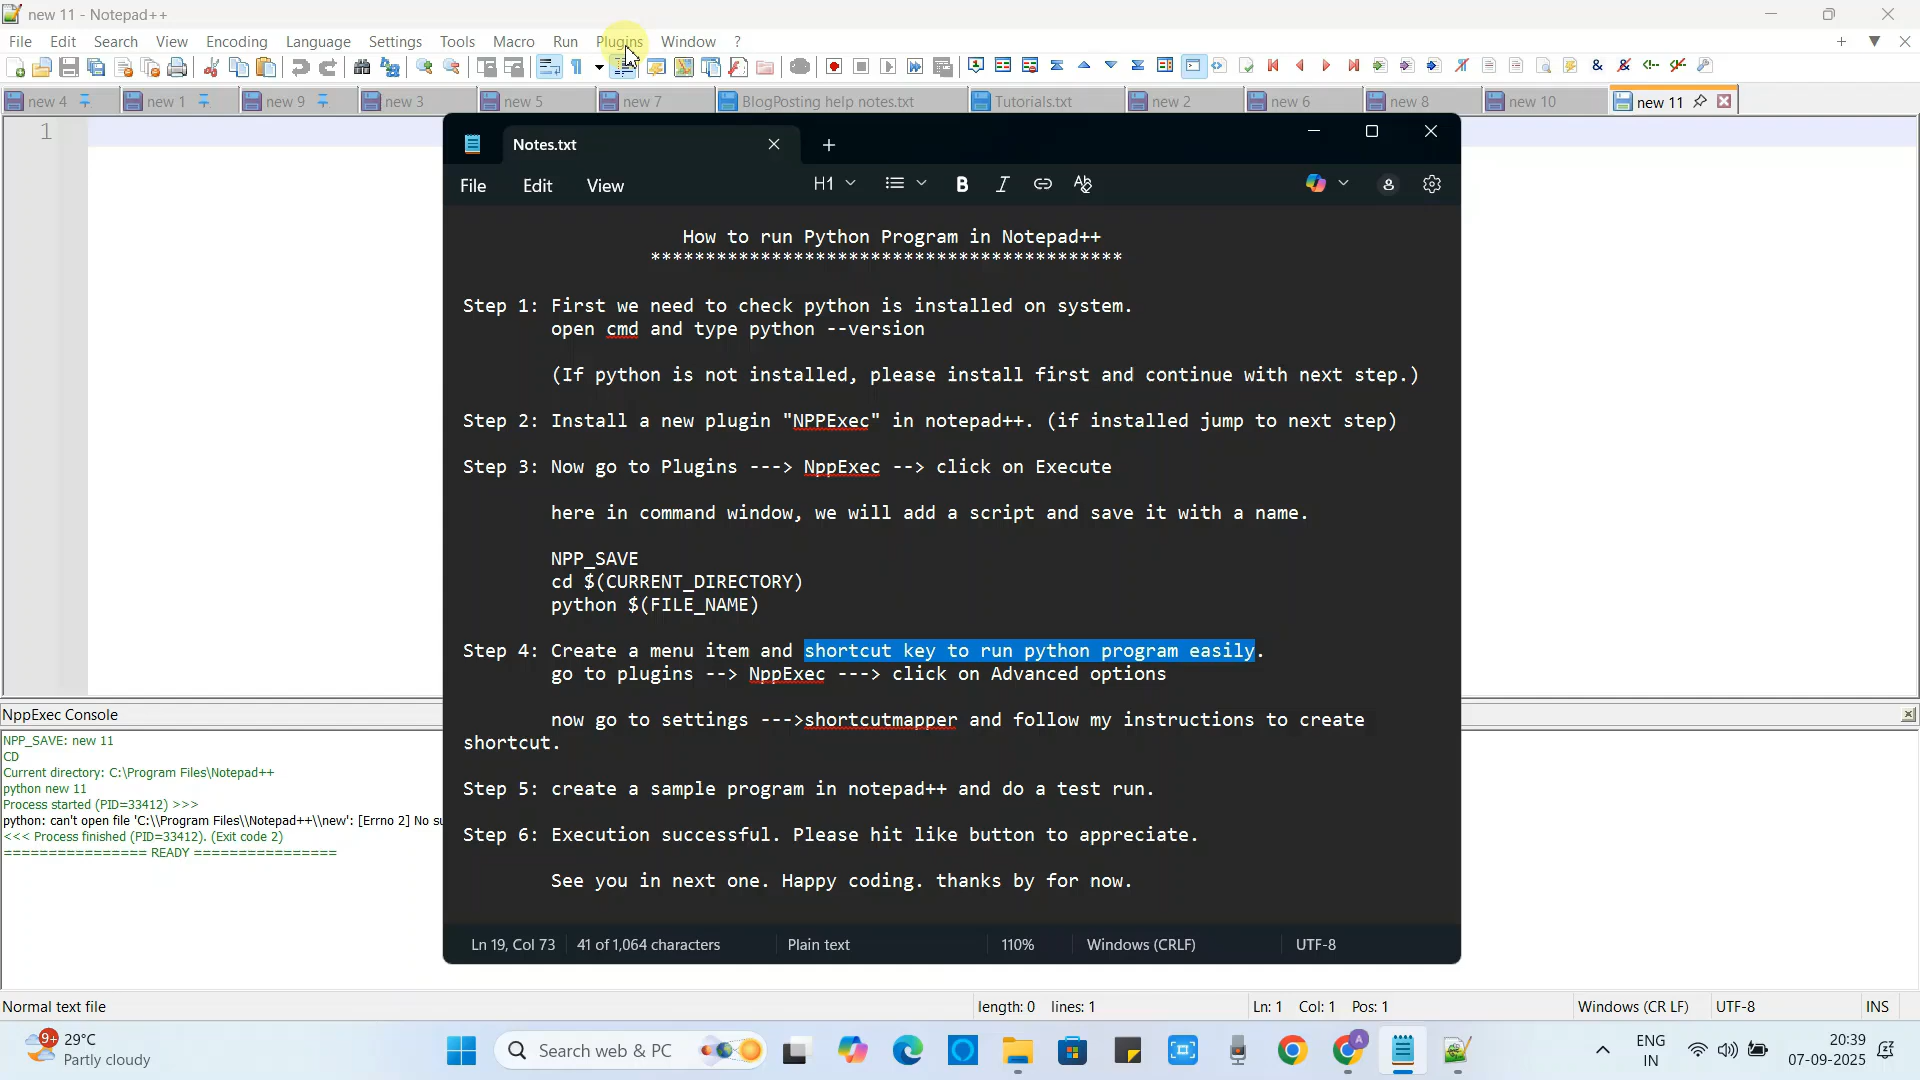 new 11 - Notepad++
File Edit Search View Encoding Language Settings Tools Macro Run Plugins Window ?
new 4 new 1 new 9 new 3 new 5 new 7 BlogPosting help notes.txt Tutorials.txt new 2 new 6 new 8 new 10 new 11
1
Notes.txt
File Edit View H1
How to run Python Program in Notepad++
*******************************************
Step 1: First we need to check python is installed on system.
open cmd and type python --version
(If python is not installed, please install first and continue with next step.)
Step 2: Install a new plugin "NPPExec" in notepad++. (if installed jump to next step)
Step 3: Now go to Plugins ---> NppExec --> click on Execute
here in command window, we will add a script and save it with a name.
NPP_SAVE
cd $(CURRENT_DIRECTORY)
python $(FILE_NAME)
Step 4: Create a menu item and shortcut key to run python program easily.
go to plugins --> NppExec ---> click on Advanced options
now go to settings --->shortcutmapper and follow my instructions to create
shortcut.
Step 5: create a sample program in notepad++ and do a test run.
Step 6: Execution successful. Please hit like button to appreciate.
See you in next one. Happy coding. thanks by for now.
Ln 19, Col 73 41 of 1,064 characters Plain text 110% Windows (CRLF) UTF-8
NppExec Console
NPP_SAVE: new 11
CD
Current directory: C:\Program Files\Notepad++
python new 11
Process started (PID=33412) >>>
python: can't open file 'C:\\Program Files\\Notepad++\\new': [Errno 2] No su
<<< Process finished (PID=33412). (Exit code 2)
================ READY ================
Normal text file length: 0 lines: 1 Ln: 1 Col: 1 Pos: 1 Windows (CR LF) UTF-8 INS
9+ 29°C
Partly cloudy
Search web & PC
A
ENG
IN
20:39
07-09-2025